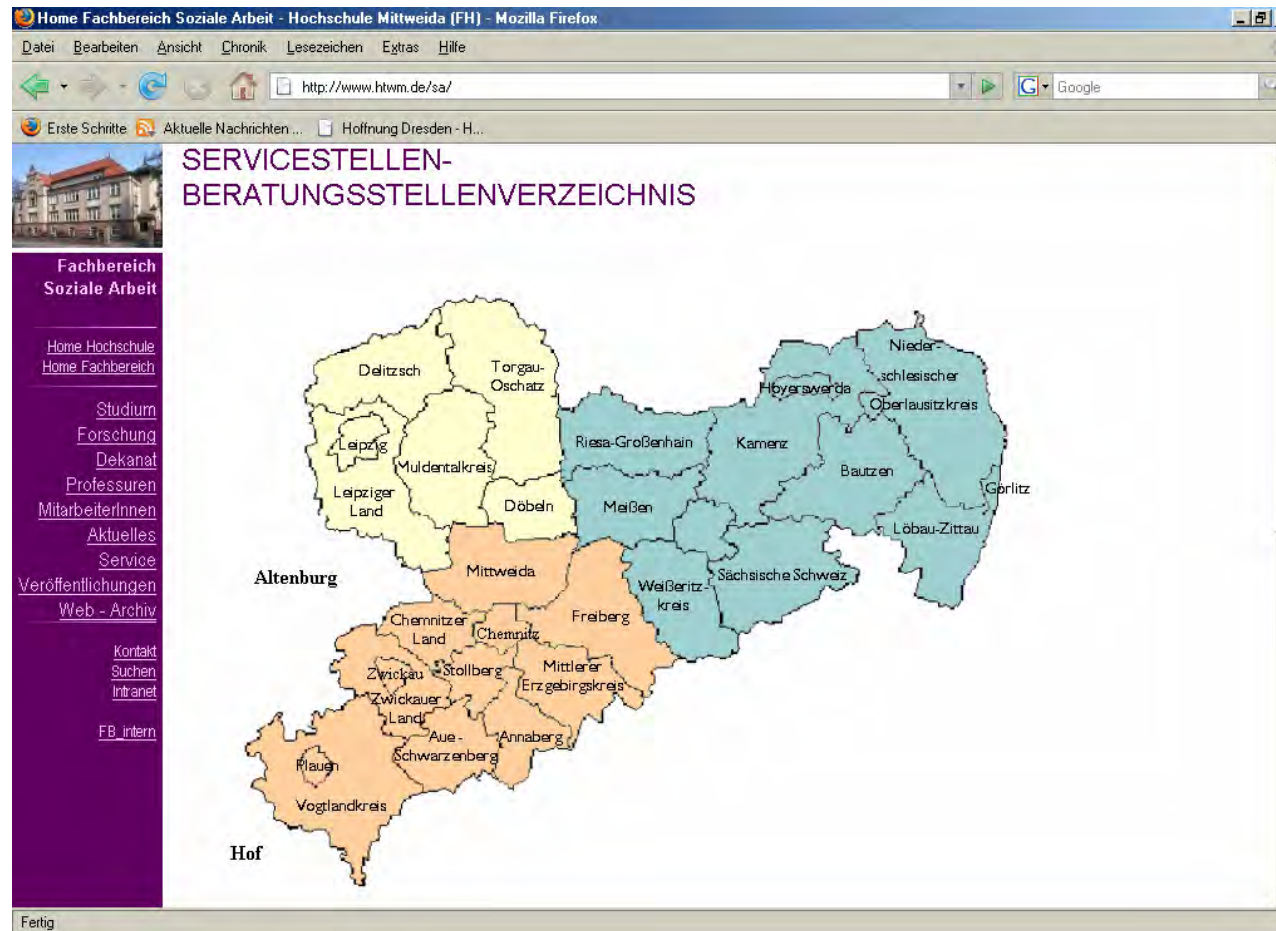 Home Fachbereich Soziale Arbeit - Hochschule Mittweida (FH) - Mozilla Firefox
Datei Bearbeiten Ansicht Chronik Lesezeichen Extras Hilfe
http://www.htwm.de/sa/
G Google
Erste Schritte Aktuelle Nachrichten ... Hoffnung Dresden - H...
SERVICESTELLEN-
BERATUNGSSTELLENVERZEICHNIS
Fachbereich
Soziale Arbeit
Home Hochschule
Home Fachbereich
Studium
Forschung
Dekanat
Professuren
MitarbeiterInnen
Aktuelles
Service
Veröffentlichungen
Web - Archiv
Kontakt
Suchen
Intranet
FB_intern
Delitzsch
Torgau-
Oschatz
Leipzig
Muldentalkreis
Leipziger
Land
Döbeln
Riesa-Großenhain
Meißen
Kamenz
Hoyerswerda
Nieder-
schlesischer
Oberlausitzkreis
Bautzen
Görlitz
Löbau-Zittau
Sächsische Schweiz
Weißeritz-
kreis
Altenburg
Mittweida
Freiberg
Chemnitzer
Land
Chemnitz
Zwickau
Stollberg
Mittlerer
Erzgebirgskreis
Zwickauer
Land
Aue-
Schwarzenberg
Annaberg
Plauen
Vogtlandkreis
Hof
Fertig